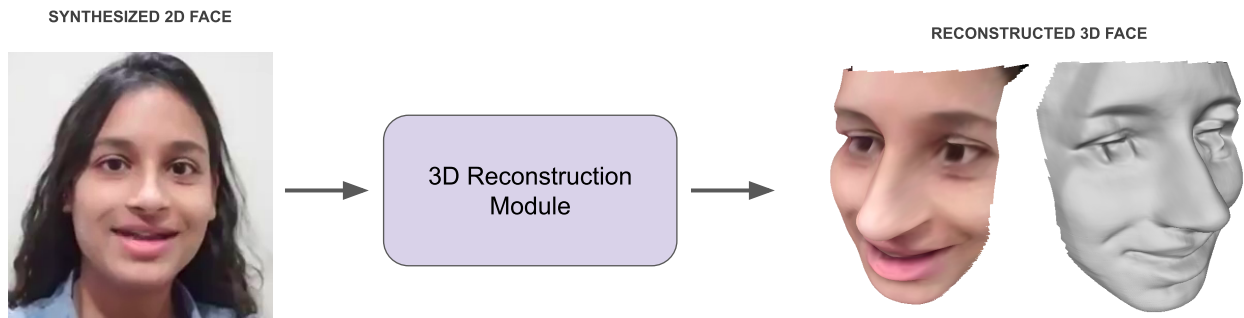 SYNTHESIZED 2D FACE
RECONSTRUCTED 3D FACE
3D Reconstruction
Module